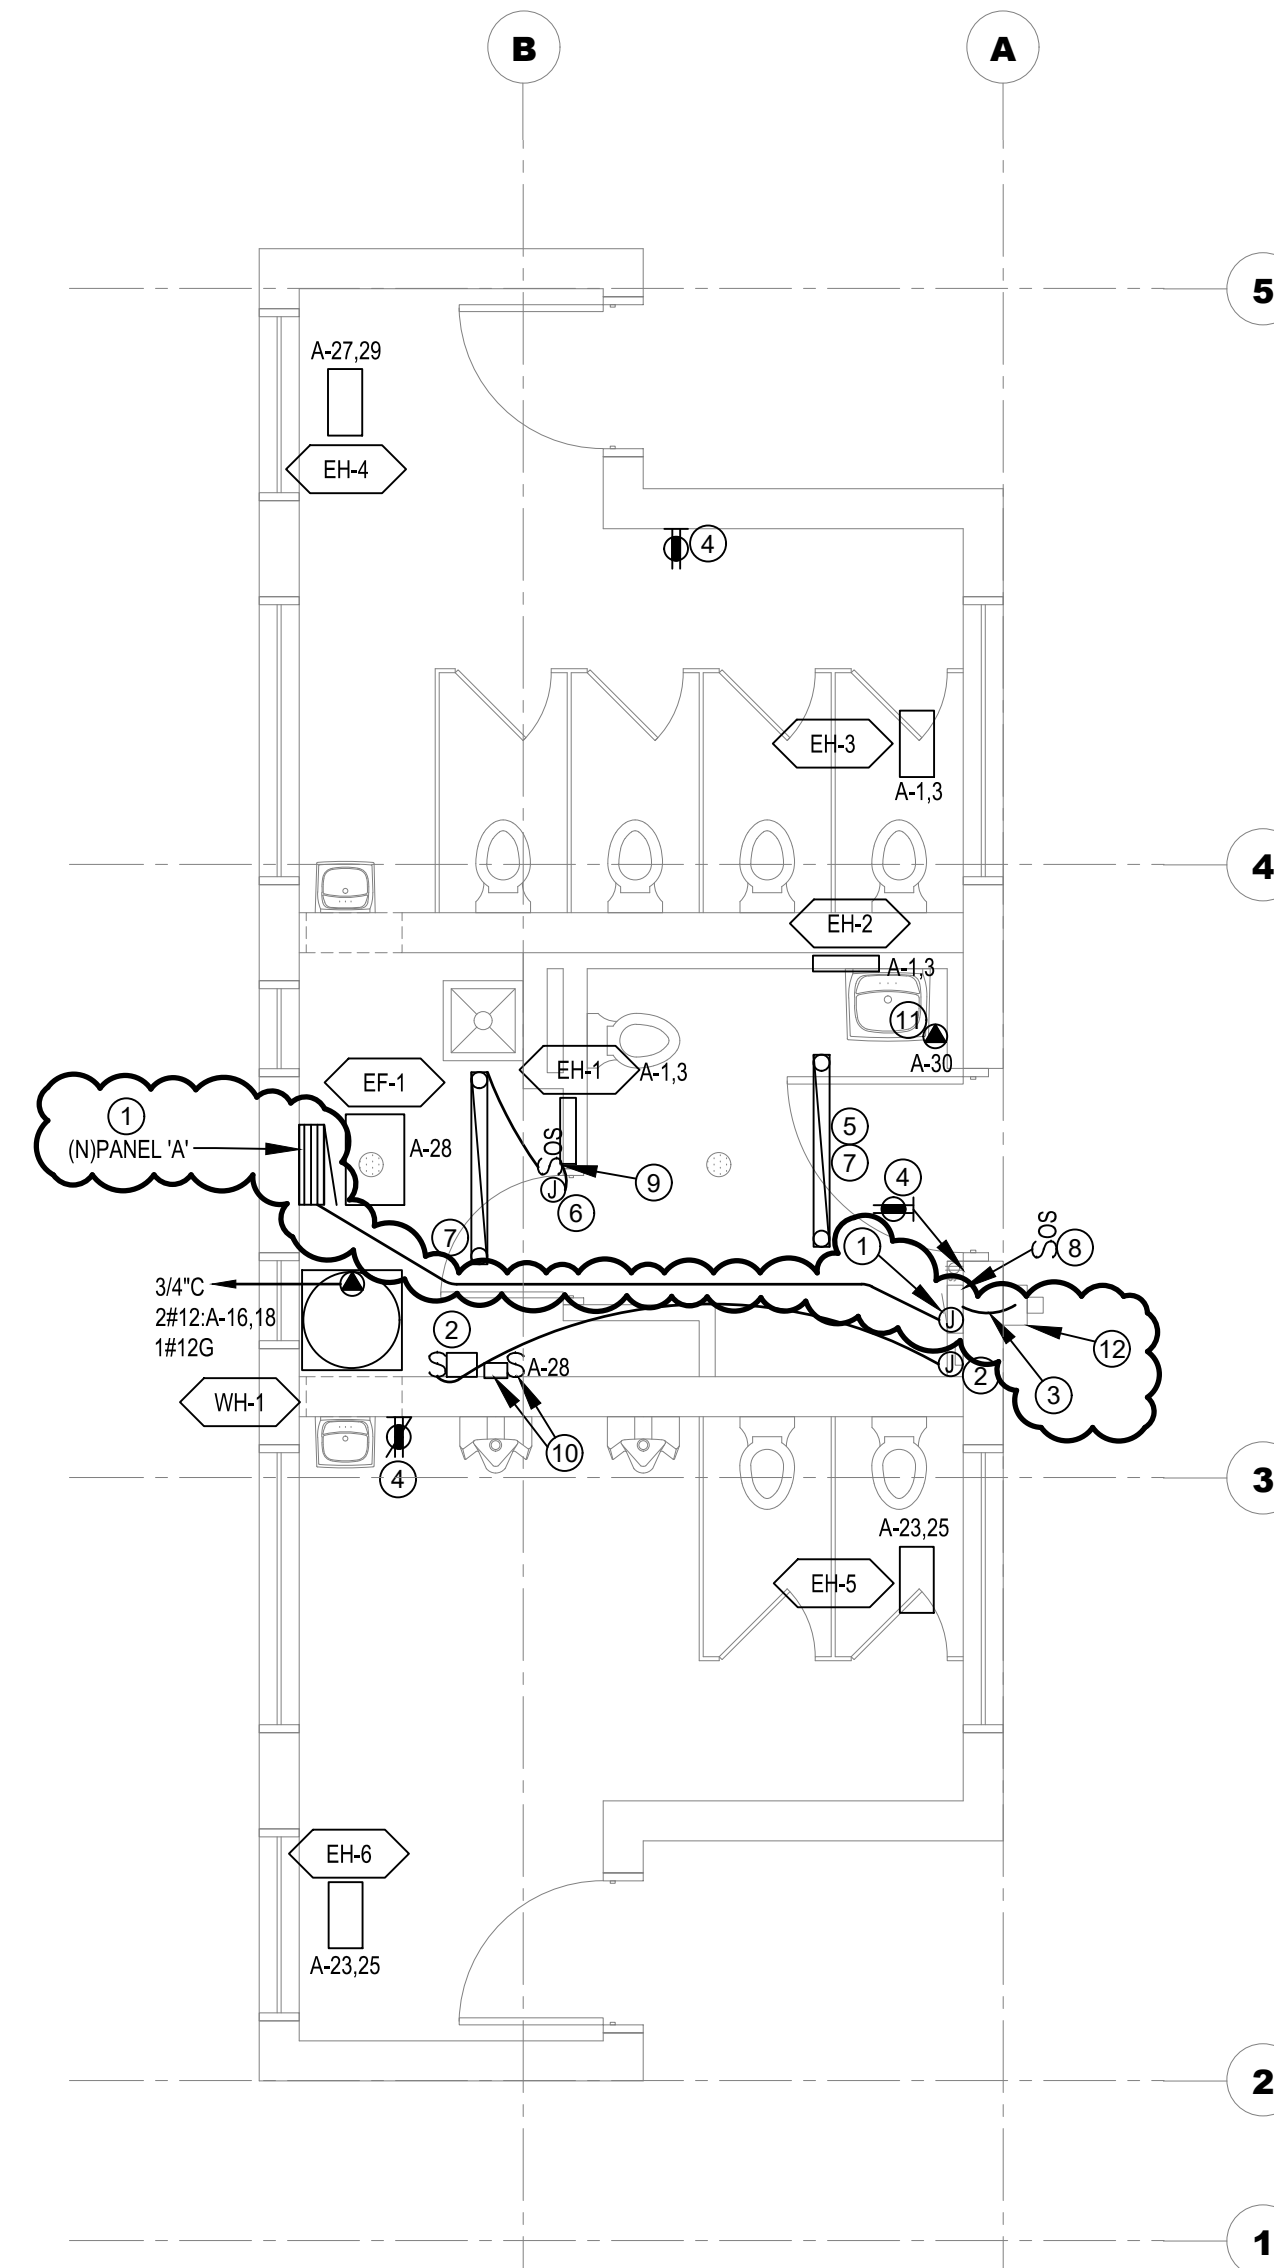 B
A
5
A-27,29
EH-4
4
EH-3
A-1,3
4
EH-2
A-1,3
11
A-30
EF-1
EH-1
A-1,3
1
(N)PANEL 'A'
A-28
SOS
5
7
9
4
J
6
7
1
SOS
8
3/4"C
2#12:A-16,18
1#12G
J
2
12
S
S
A-28
J
2
3
WH-1
10
4
3
A-23,25
EH-5
EH-6
A-23,25
2
1